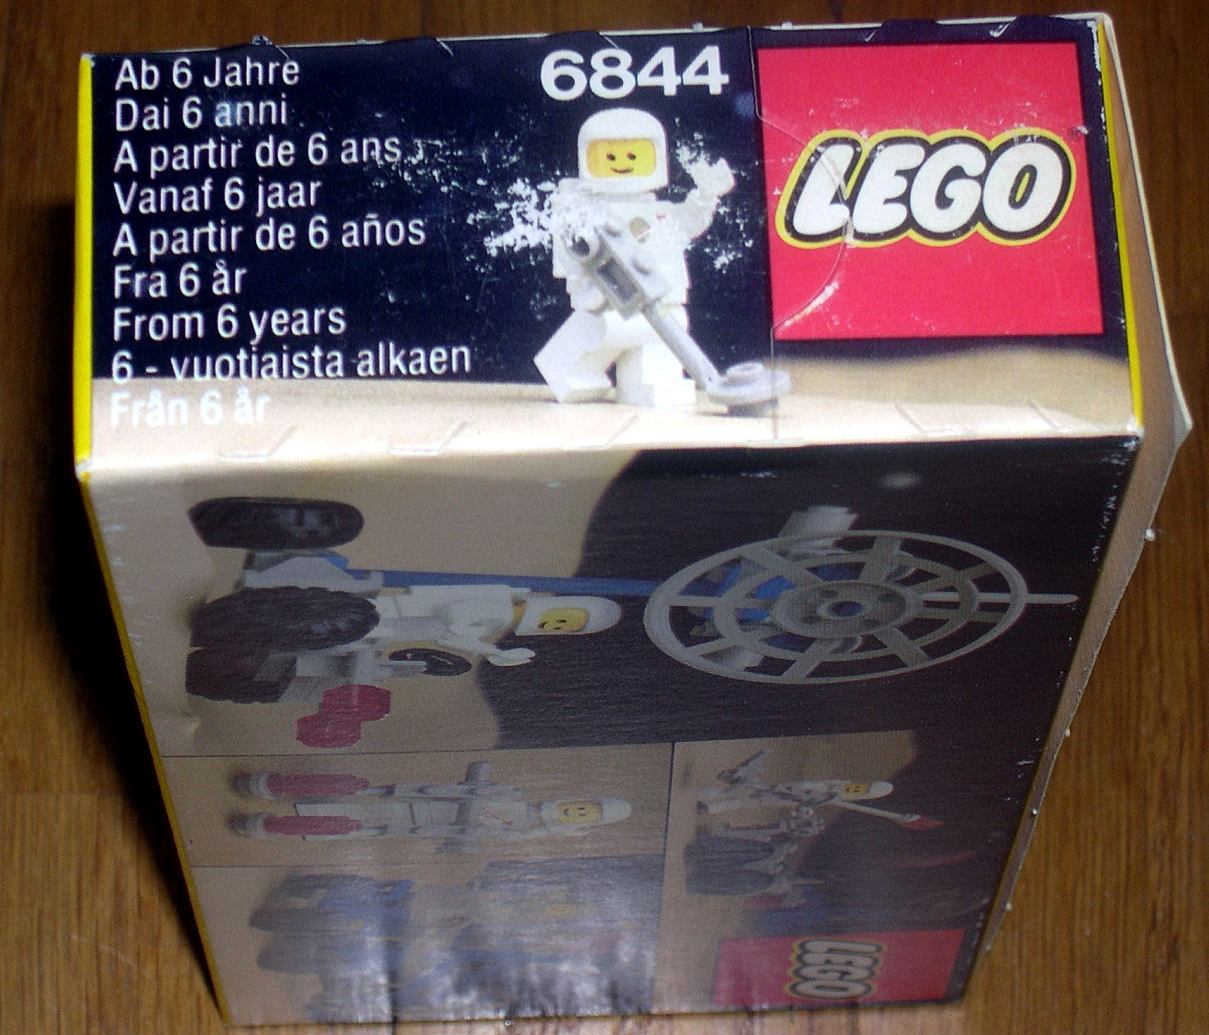 Ab 6 Jahre
Dai 6 anni
A partir de 6 ans
Vanaf 6 jaar
A partir de 6 años
Fra 6 år
From 6 years
6 - vuotiaista alkaen
Från 6 år
6844
LEGO
LEGO